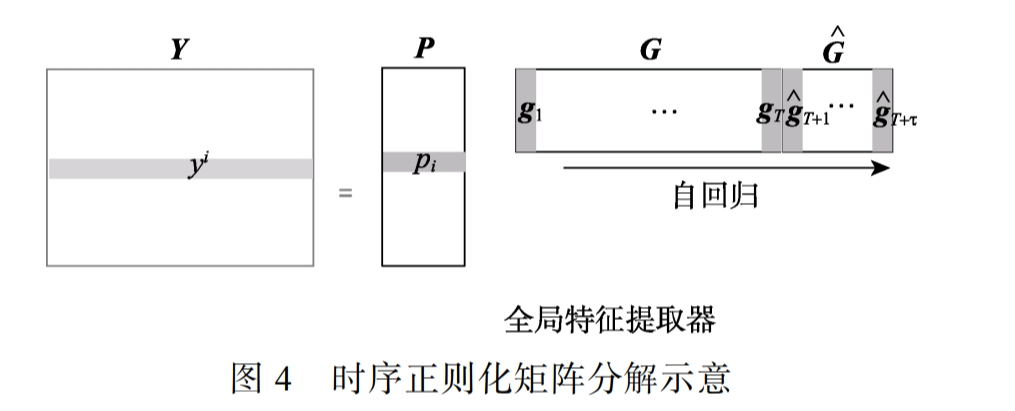 Y P G Ĝ
yⁱ = pᵢ g₁ … g_T ĝ_{T+1} … ĝ_{T+τ}
自回归
全局特征提取器
图 4 时序正则化矩阵分解示意